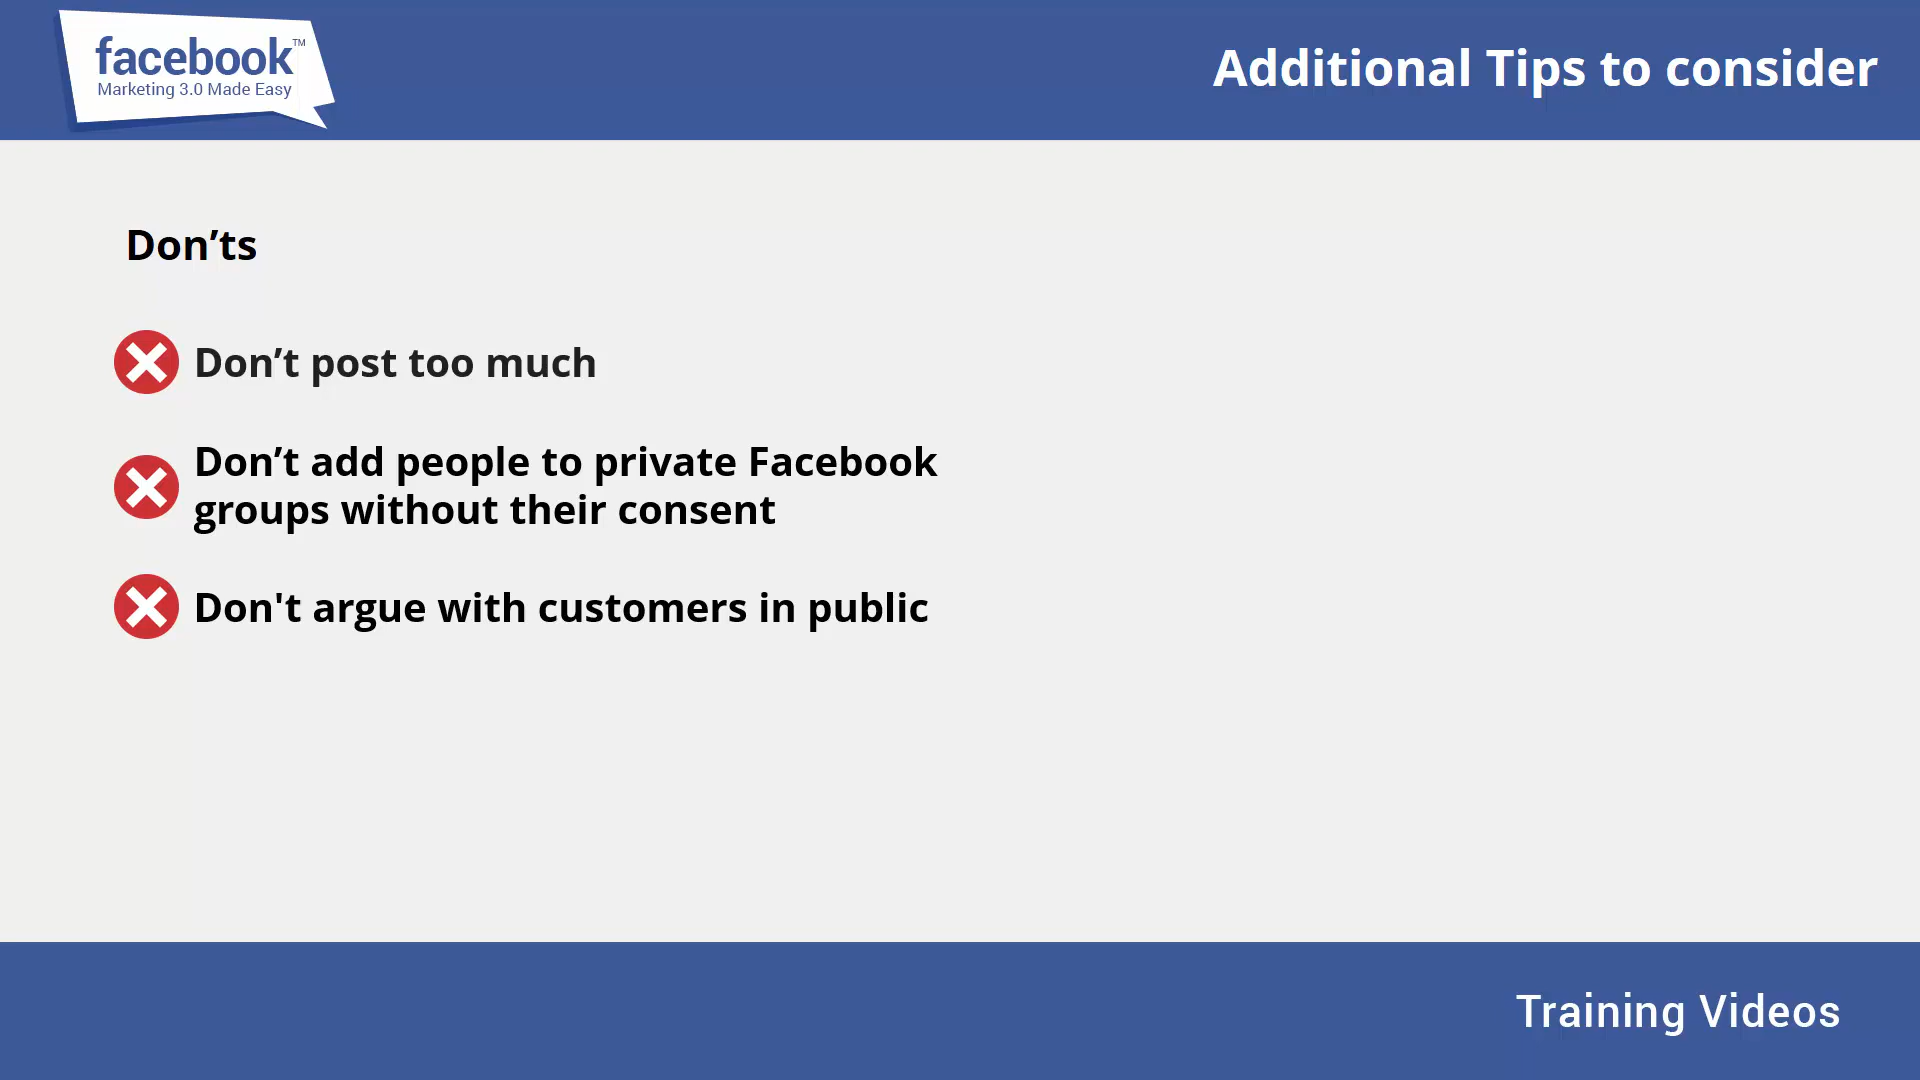 facebook™
Marketing 3.0 Made Easy
Additional Tips to consider
Don’ts
Don’t post too much
Don’t add people to private Facebook
groups without their consent
Don't argue with customers in public
Training Videos